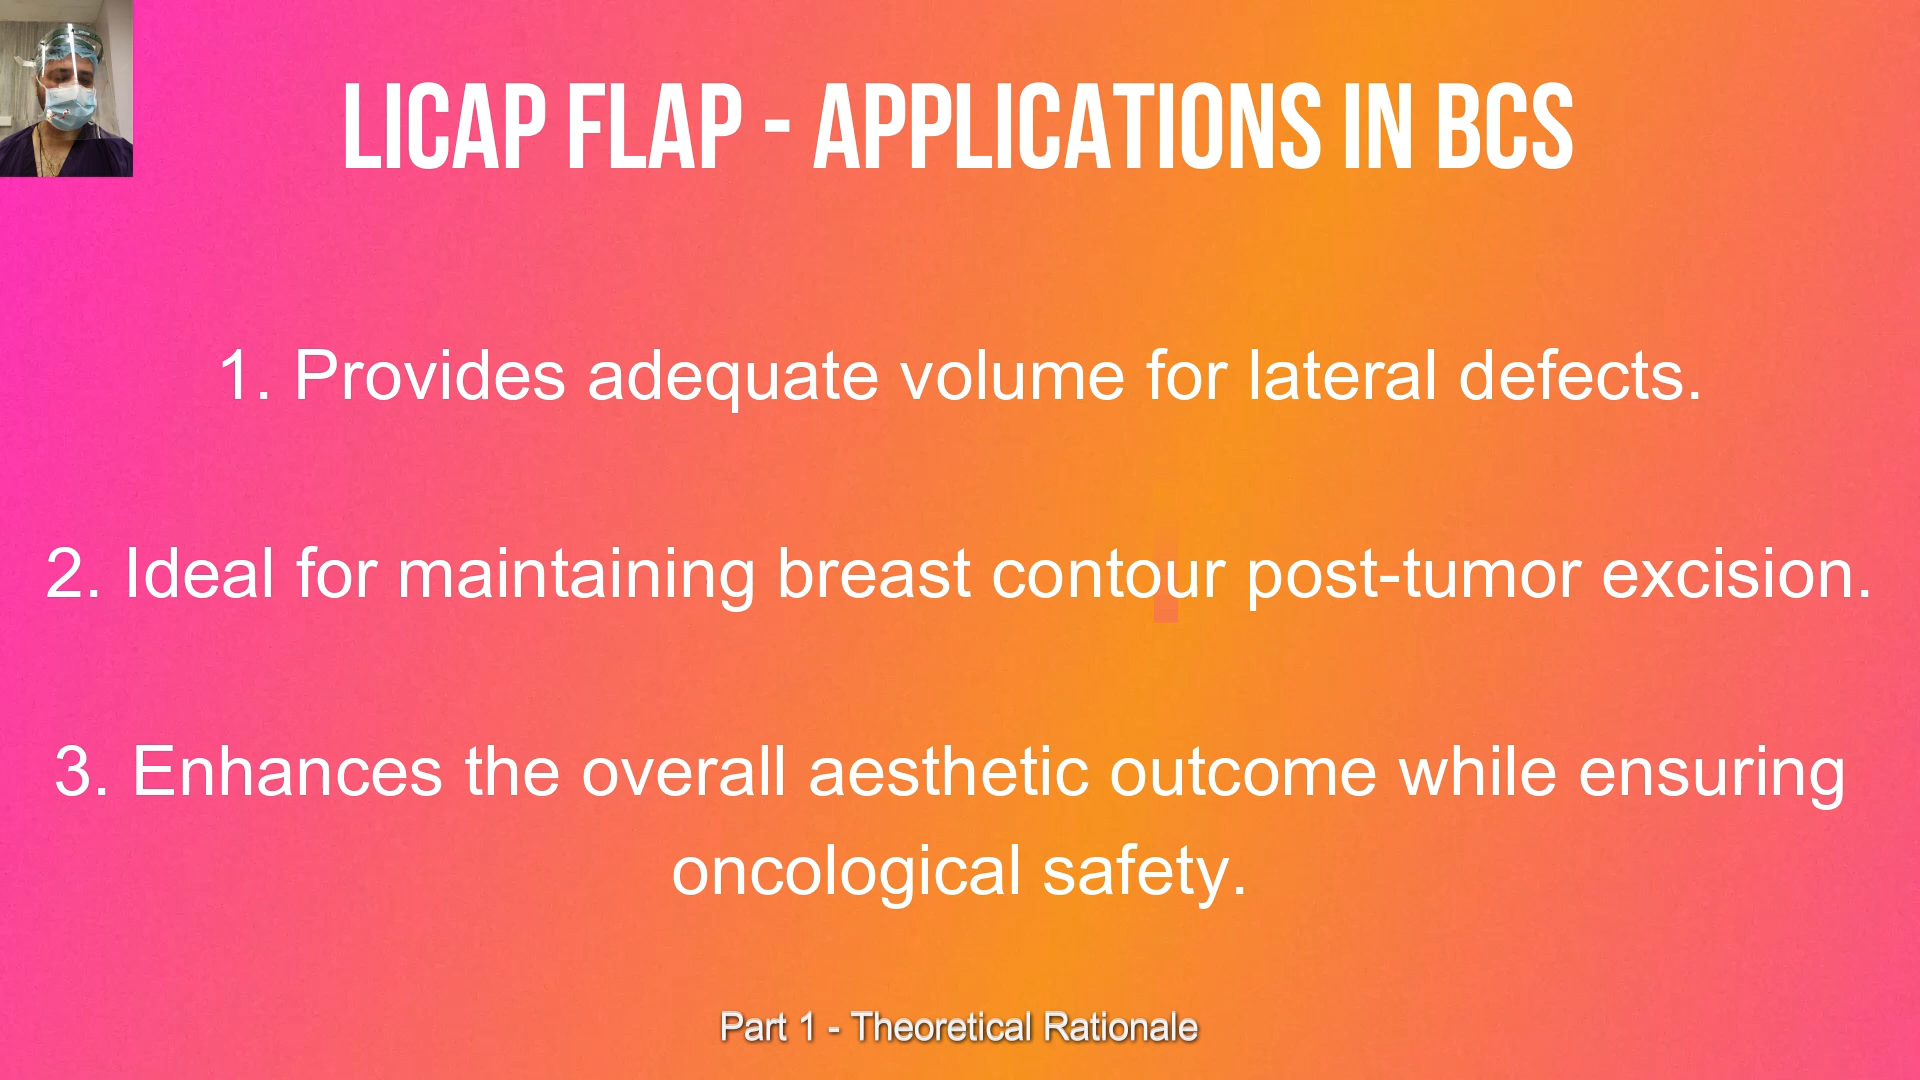 LICAP FLAP - APPLICATIONS IN BCS
1. Provides adequate volume for lateral defects.
2. Ideal for maintaining breast contour post-tumor excision.
3. Enhances the overall aesthetic outcome while ensuring
oncological safety.
Part 1 - Theoretical Rationale